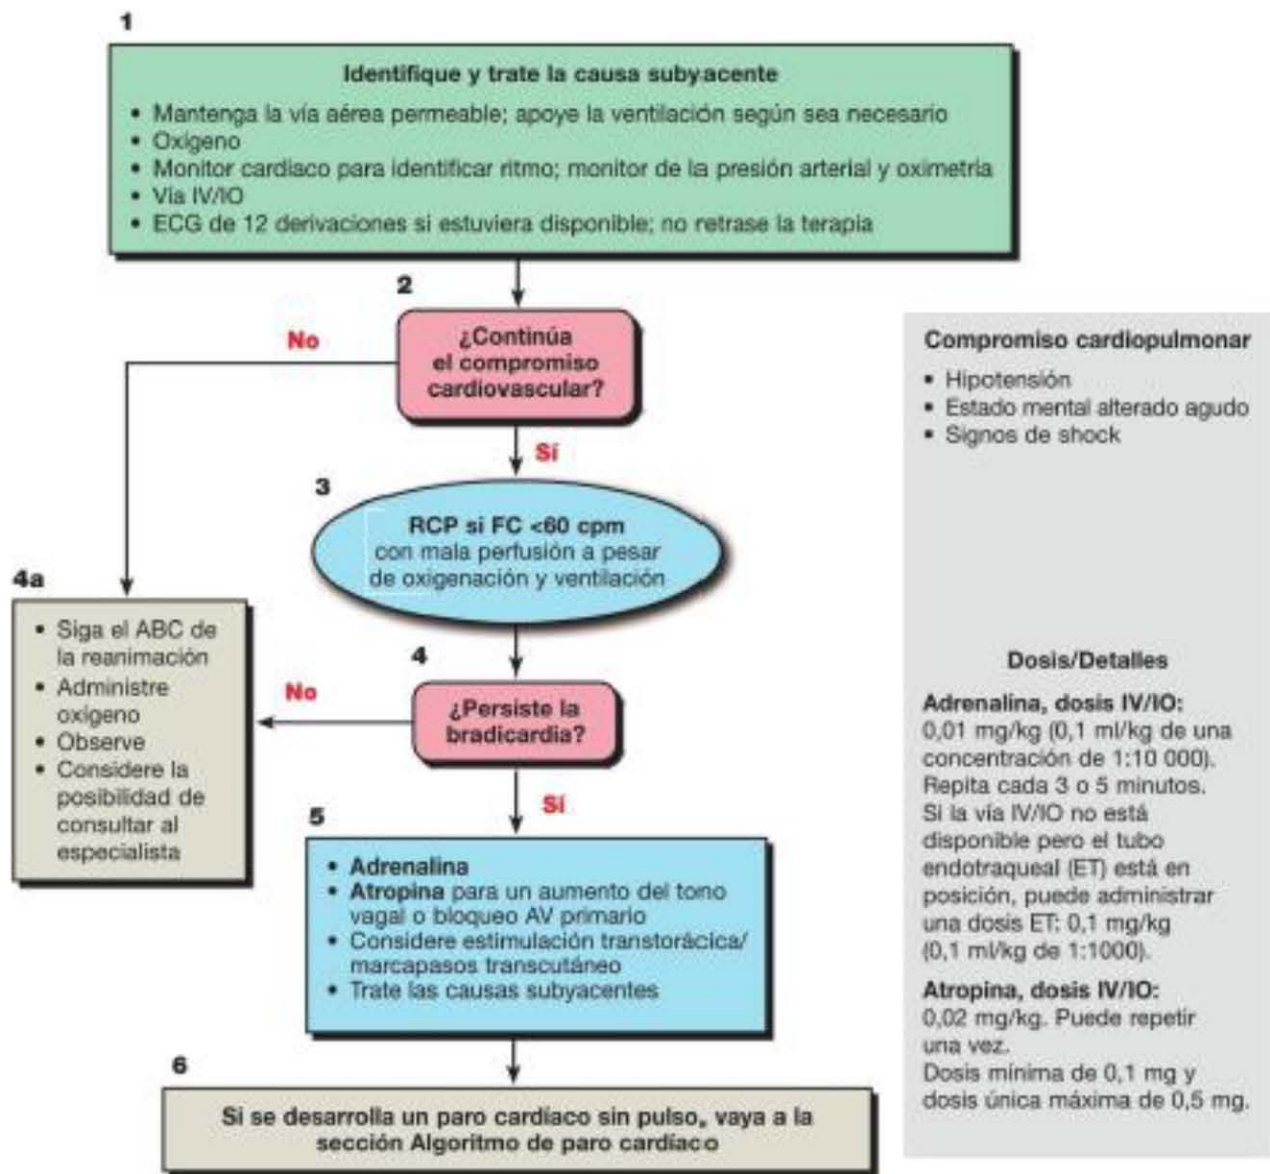 1
Identifique y trate la causa subyacente
• Mantenga la vía aérea permeable; apoye la ventilación según sea necesario
• Oxígeno
• Monitor cardiaco para identificar ritmo; monitor de la presión arterial y oximetría
• Vía IV/IO
• ECG de 12 derivaciones si estuviera disponible; no retrase la terapia
2
¿Continúa
el compromiso
cardiovascular?
No
Sí
3
RCP si FC <60 cpm
con mala perfusión a pesar
de oxigenación y ventilación
4a
• Siga el ABC de
la reanimación
• Administre
oxígeno
• Observe
• Considere la
posibilidad de
consultar al
especialista
4
¿Persiste la
bradicardia?
No
Sí
5
• Adrenalina
• Atropina para un aumento del tomo
vagal o bloqueo AV primario
• Considere estimulación transtorácica/
marcapasos transcutáneo
• Trate las causas subyacentes
6
Si se desarrolla un paro cardíaco sin pulso, vaya a la
sección Algoritmo de paro cardíaco
Compromiso cardiopulmonar
• Hipotensión
• Estado mental alterado agudo
• Signos de shock
Dosis/Detalles
Adrenalina, dosis IV/IO:
0,01 mg/kg (0,1 ml/kg de una
concentración de 1:10 000).
Repita cada 3 o 5 minutos.
Si la vía IV/IO no está
disponible pero el tubo
endotraqueal (ET) está en
posición, puede administrar
una dosis ET: 0,1 mg/kg
(0,1 ml/kg de 1:1000).
Atropina, dosis IV/IO:
0,02 mg/kg. Puede repetir
una vez.
Dosis mínima de 0,1 mg y
dosis única máxima de 0,5 mg.